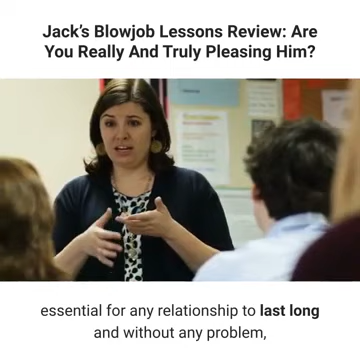 Jack’s Blowjob Lessons Review: Are
You Really And Truly Pleasing Him?
essential for any relationship to last long
and without any problem,